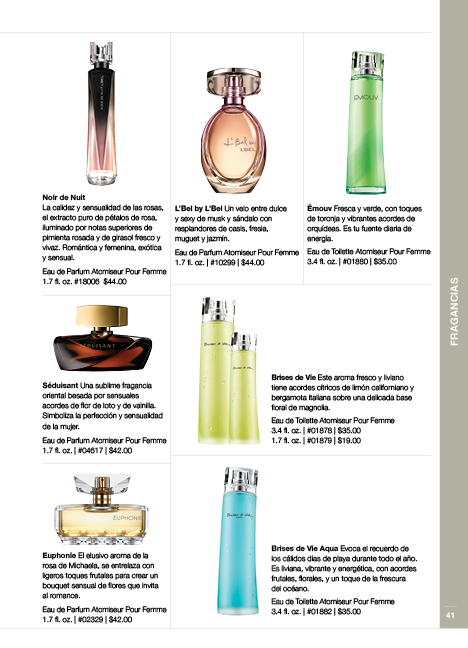 Noir de Nuit
La calidez y sensualidad de las rosas,
el extracto puro de pétalos de rosa,
iluminado por notas superiores de
pimienta rosada y de girasol fresco y
vivaz. Romántica y femenina, exótica
y sensual.
Eau de Parfum Atomiseur Pour Femme
1.7 fl. oz. #18006 $44.00
L'Bel
L'BEL
L'Bel by L'Bel Un velo entre dulce
y sexy de musk y sándalo con
resplandores de casis, fresia,
muguet y jazmín.
Eau de Parfum Atomiseur Pour Femme
1.7 fl. oz. | #10299 | $44.00
ÉMOUV
Émouv Fresca y verde, con toques
de toronja y vibrantes acordes de
orquídeas. Es tu fuente diaria de
energía.
Eau de Toilette Atomiseur Pour Femme
3.4 fl. oz. | #01880 | $35.00
FRAGANCIAS
SÉDUISANT
Séduisant Una sublime fragancia
oriental besada por sensuales
acordes de flor de loto y de vainilla.
Simboliza la perfección y sensualidad
de la mujer.
Eau de Parfum Atomiseur Pour Femme
1.7 fl. oz. | #04617 | $42.00
Brises de Vie
Brises de Vie Este aroma fresco y liviano
tiene acordes cítricos de limón californiano y
bergamota italiana sobre una delicada base
floral de magnolia.
Eau de Toilette Atomiseur Pour Femme
3.4 fl. oz. | #01878 | $35.00
1.7 fl. oz. | #01879 | $19.00
EUPHONIE
Euphonie El elusivo aroma de la
rosa de Michaela, se entrelaza con
ligeros toques frutales para crear un
bouquet sensual de flores que invita
al romance.
Eau de Parfum Atomiseur Pour Femme
1.7 fl. oz. | #02329 | $42.00
Brises de Vie
Brises de Vie Aqua Evoca el recuerdo de
los cálidos días de playa durante todo el año.
Es liviana, vibrante y energética, con acordes
frutales, florales, y un toque de la frescura
del océano.
Eau de Toilette Atomiseur Pour Femme
3.4 fl. oz. | #01882 | $35.00
41